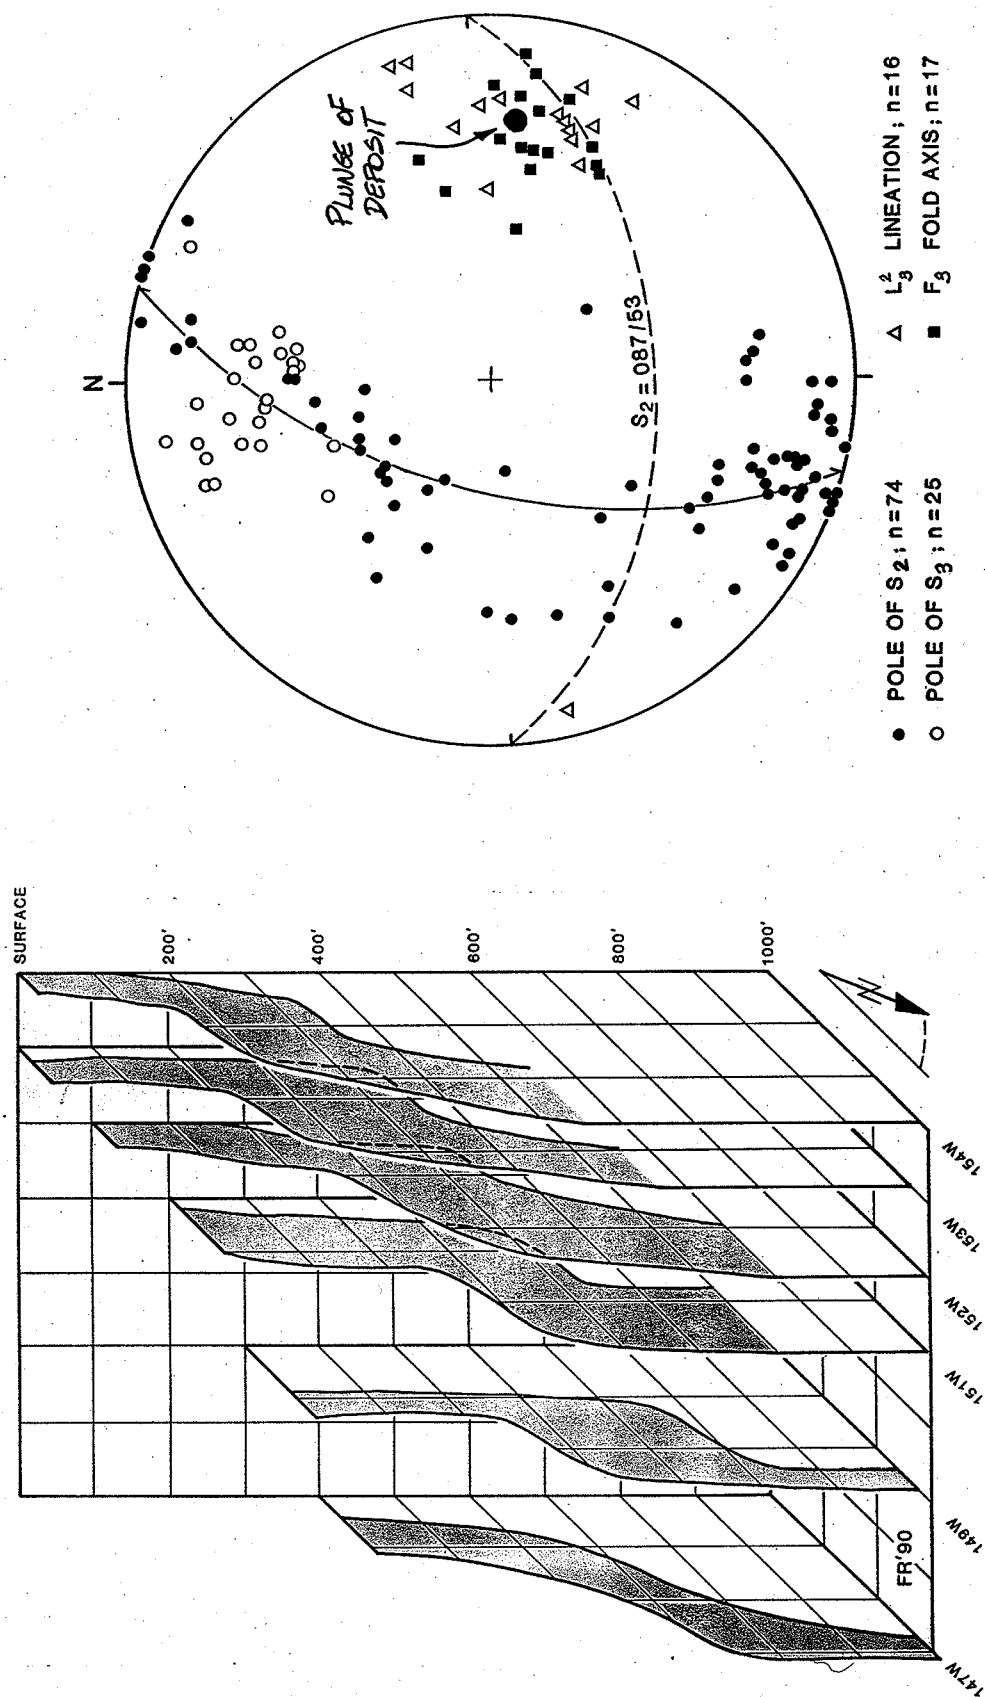 N
PLUNGE OF
DEPOSIT
S2 = 087/53
● POLE OF S2; n=74
○ POLE OF S3; n=25
△ L²3 LINEATION; n=16
■ F3 FOLD AXIS; n=17
SURFACE
200'
400'
600'
800'
1000'
N
154W
153W
152W
151W
149W
147W
FR'90